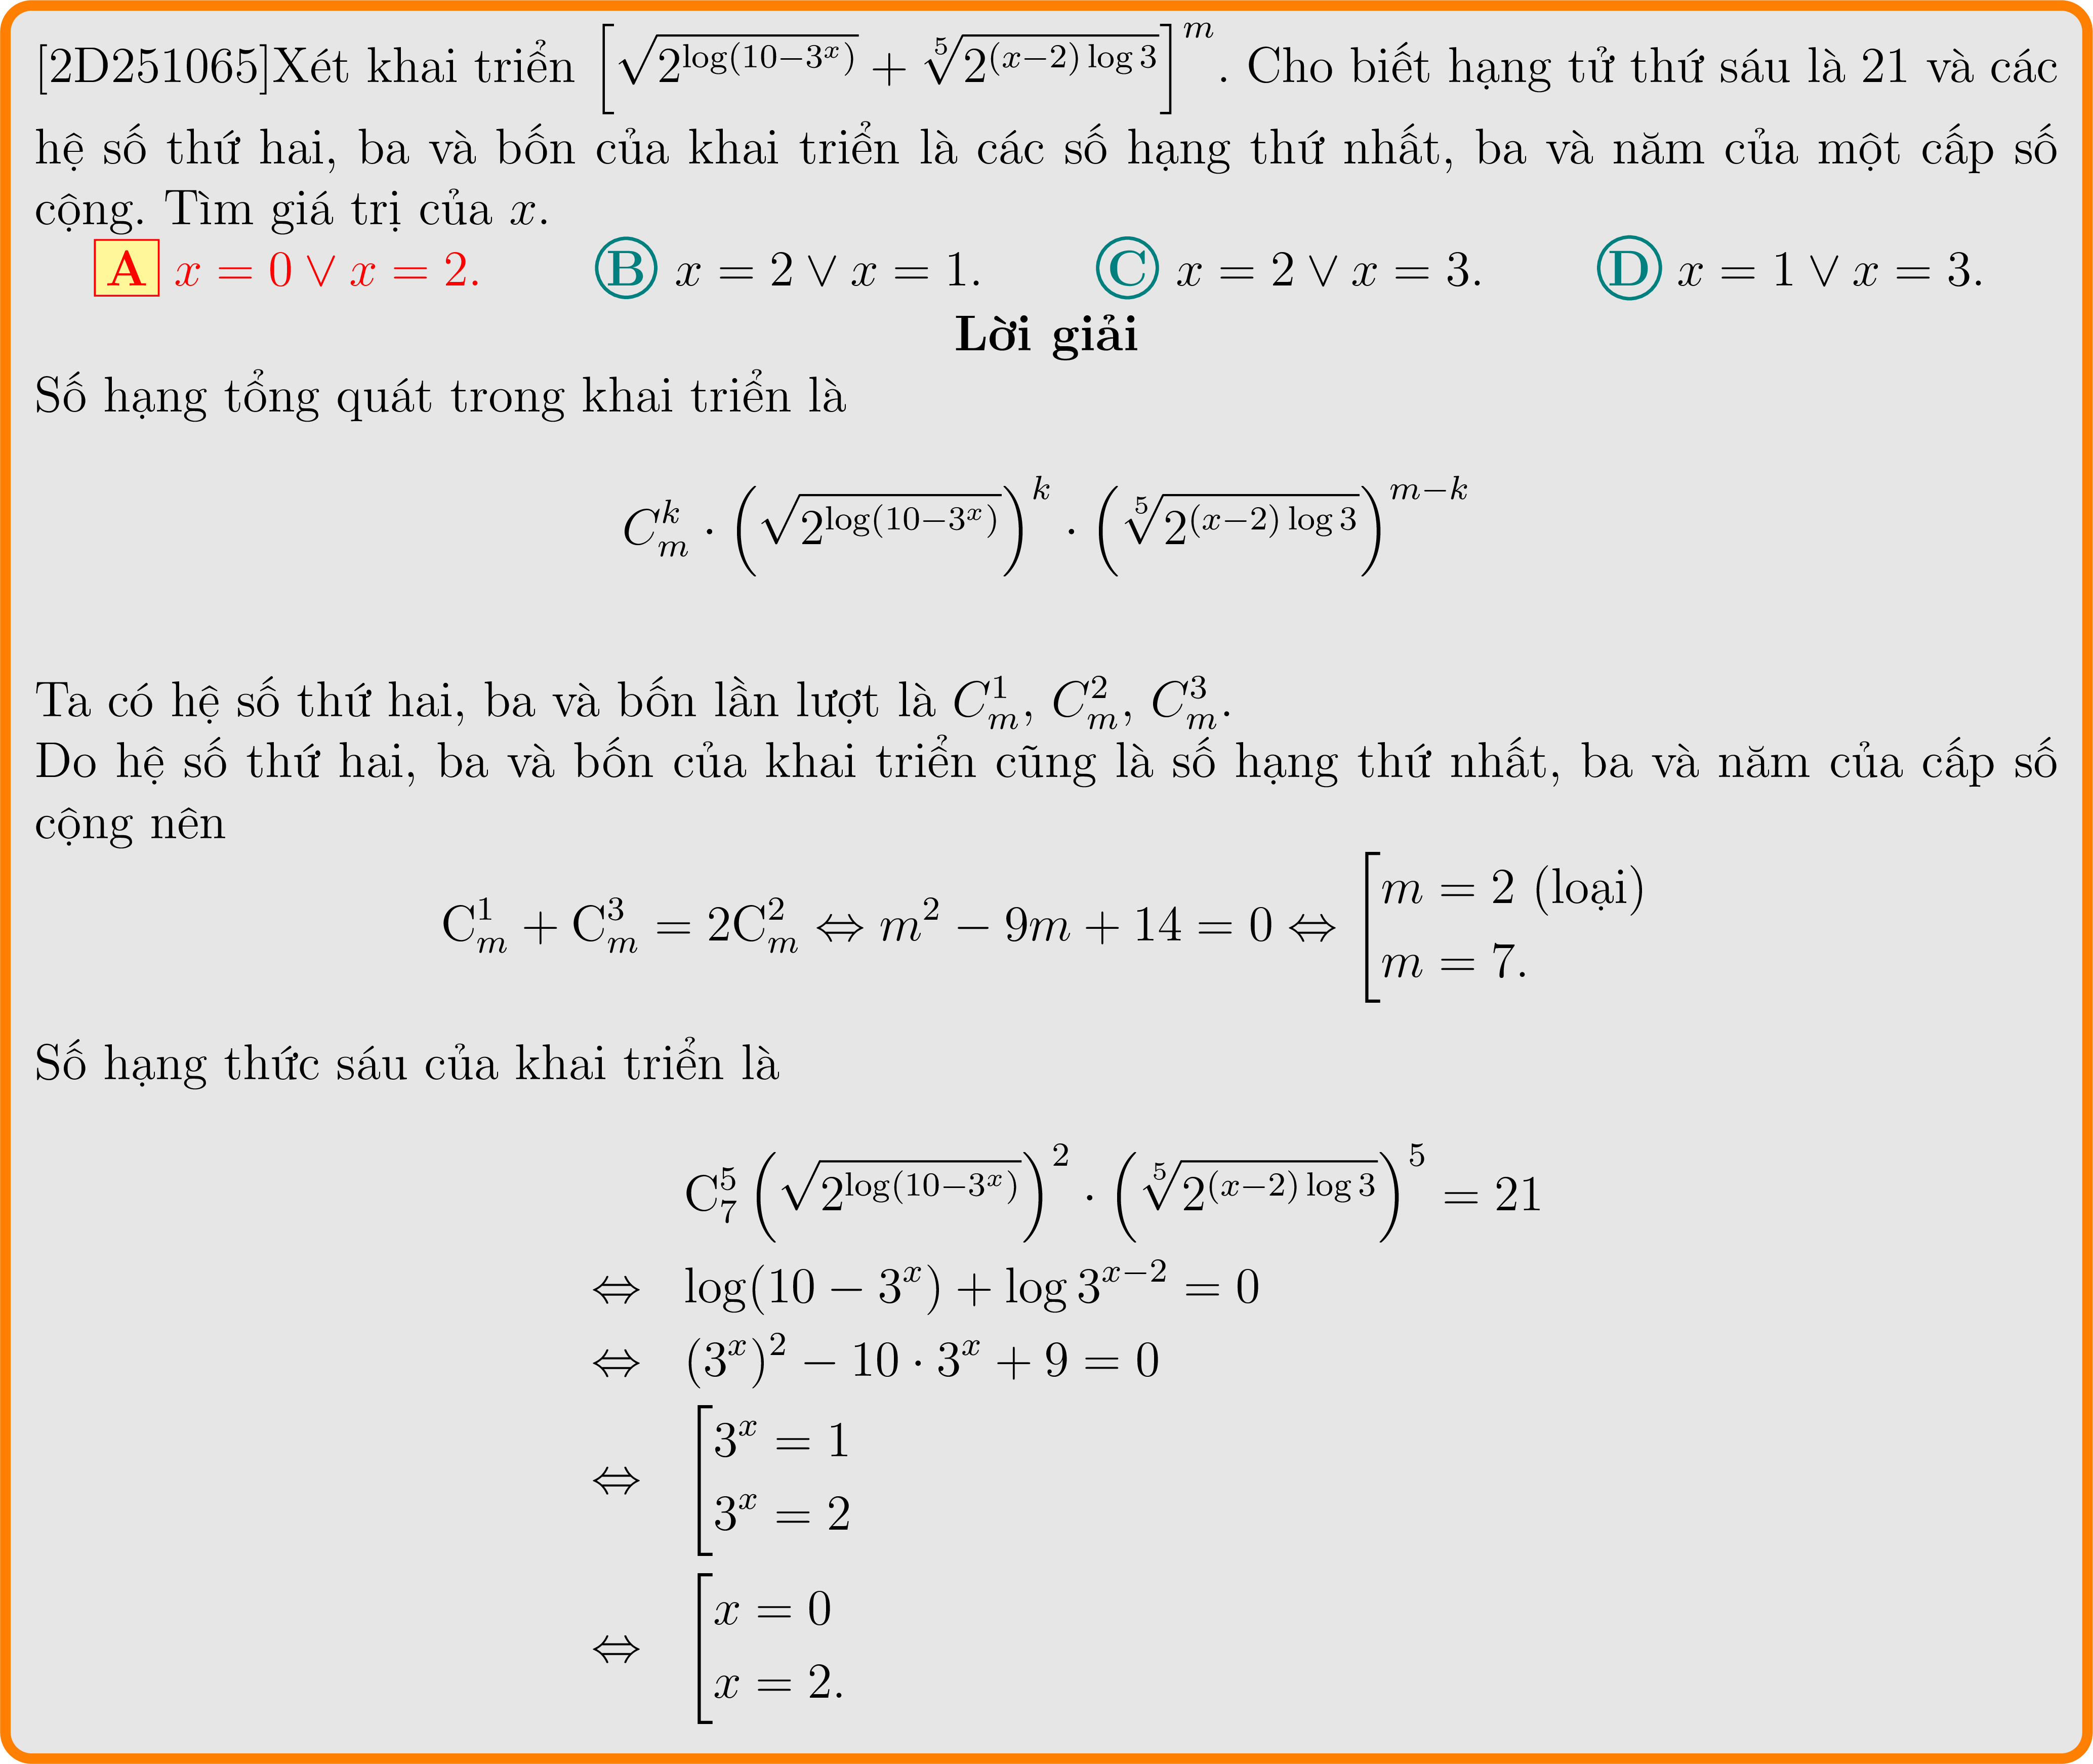 [2D251065]Xét khai triển $\left[\sqrt{2^{\log(10-3^x)}} + \sqrt[5]{2^{(x-2)\log 3}}\right]^m$. Cho biết hạng tử thứ sáu là 21 và các
hệ số thứ hai, ba và bốn của khai triển là các số hạng thứ nhất, ba và năm của một cấp số
cộng. Tìm giá trị của $x$.
A $x = 0 \vee x = 2$. B $x = 2 \vee x = 1$. C $x = 2 \vee x = 3$. D $x = 1 \vee x = 3$.
Lời giải
Số hạng tổng quát trong khai triển là
$C_m^k \cdot \left(\sqrt{2^{\log(10-3^x)}}\right)^k \cdot \left(\sqrt[5]{2^{(x-2)\log 3}}\right)^{m-k}$
Ta có hệ số thứ hai, ba và bốn lần lượt là $C_m^1$, $C_m^2$, $C_m^3$.
Do hệ số thứ hai, ba và bốn của khai triển cũng là số hạng thứ nhất, ba và năm của cấp số
cộng nên
$\mathrm{C}_m^1 + \mathrm{C}_m^3 = 2\mathrm{C}_m^2 \Leftrightarrow m^2 - 9m + 14 = 0 \Leftrightarrow \left[\begin{array}{l} m = 2 \text{ (loại)} \\ m = 7. \end{array}\right.$
Số hạng thức sáu của khai triển là
$\mathrm{C}_7^5 \left(\sqrt{2^{\log(10-3^x)}}\right)^2 \cdot \left(\sqrt[5]{2^{(x-2)\log 3}}\right)^5 = 21$
$\Leftrightarrow \log(10 - 3^x) + \log 3^{x-2} = 0$
$\Leftrightarrow (3^x)^2 - 10 \cdot 3^x + 9 = 0$
$\Leftrightarrow \left[\begin{array}{l} 3^x = 1 \\ 3^x = 2 \end{array}\right.$
$\Leftrightarrow \left[\begin{array}{l} x = 0 \\ x = 2. \end{array}\right.$